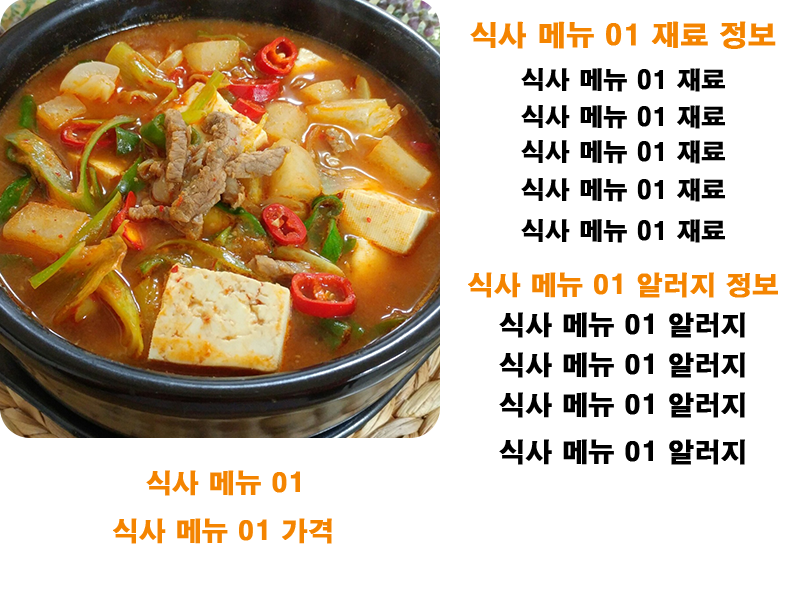 식사 메뉴 01 재료 정보
식사 메뉴 01 재료
식사 메뉴 01 재료
식사 메뉴 01 재료
식사 메뉴 01 재료
식사 메뉴 01 재료
식사 메뉴 01 알러지 정보
식사 메뉴 01 알러지
식사 메뉴 01 알러지
식사 메뉴 01 알러지
식사 메뉴 01 알러지
식사 메뉴 01
식사 메뉴 01 가격